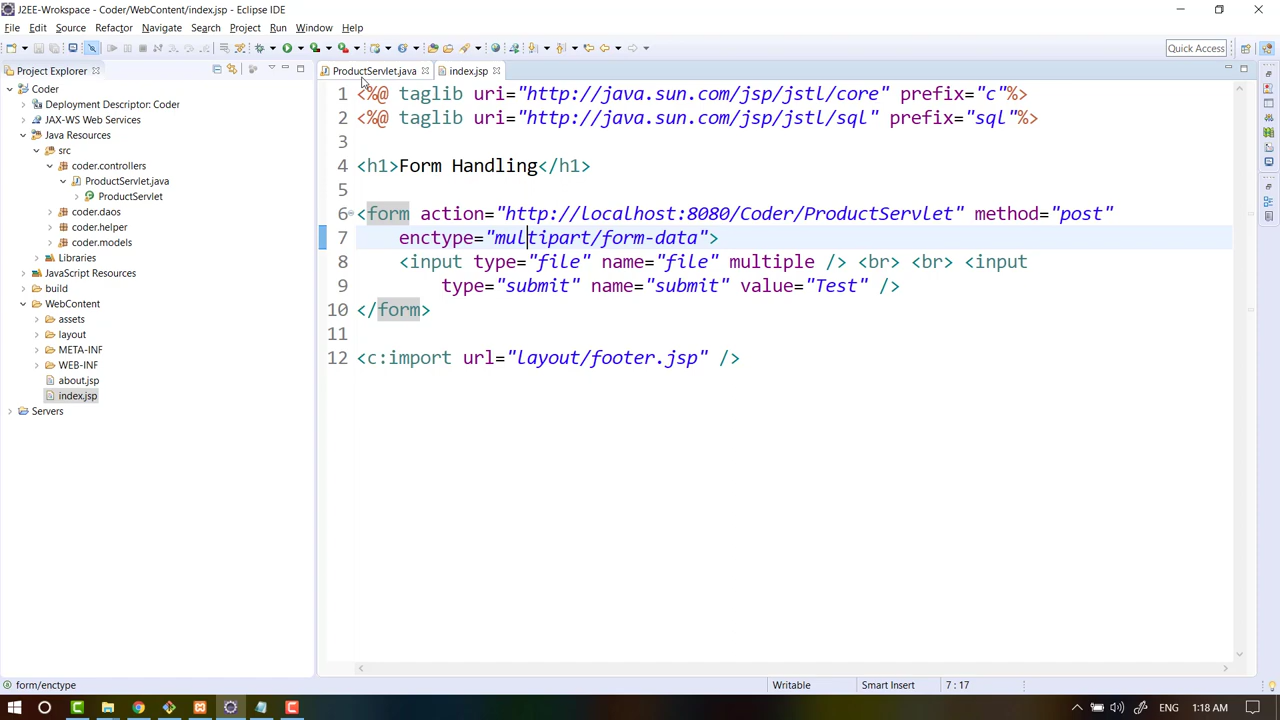 J2EE-Wrokspace - Coder/WebContent/index.jsp - Eclipse IDE
File Edit Source Refactor Navigate Search Project Run Window Help
Quick Access
Project Explorer
ProductServlet.java
index.jsp
Coder
Deployment Descriptor: Coder
JAX-WS Web Services
Java Resources
src
coder.controllers
ProductServlet.java
ProductServlet
coder.daos
coder.helper
coder.models
Libraries
JavaScript Resources
build
WebContent
assets
layout
META-INF
WEB-INF
about.jsp
index.jsp
Servers
1 <%@ taglib uri="http://java.sun.com/jsp/jstl/core" prefix="c"%>
2 <%@ taglib uri="http://java.sun.com/jsp/jstl/sql" prefix="sql"%>
3
4 <h1>Form Handling</h1>
5
6 <form action="http://localhost:8080/Coder/ProductServlet" method="post"
7 enctype="multipart/form-data">
8 <input type="file" name="file" multiple /> <br> <br> <input
9 type="submit" name="submit" value="Test" />
10 </form>
11
12 <c:import url="layout/footer.jsp" />
form/enctype
Writable
Smart Insert
7 : 17
ENG
1:18 AM